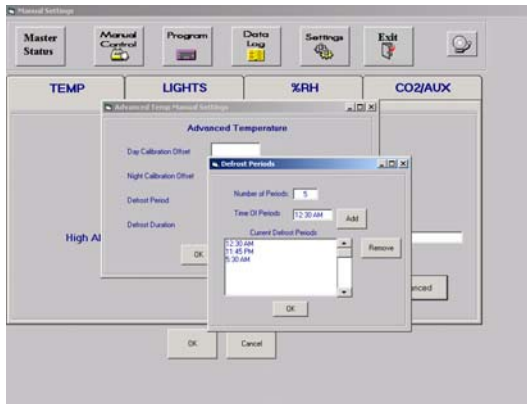 Manual Settings
Master Status
Manual Control
Program
Data Log
Settings
Exit
TEMP
LIGHTS
%RH
CO2/AUX
Advanced Temp Manual Settings
Advanced Temperature
Day Calibration Offset
Night Calibration Offset
Defrost Period
Defrost Duration
OK
High Al
anced
Defrost Periods
Number of Periods: 5
Time Of Periods: 12:30 AM
Add
Current Defrost Periods
12:30 AM
11:45 PM
5:30 AM
Remove
OK
OK
Cancel